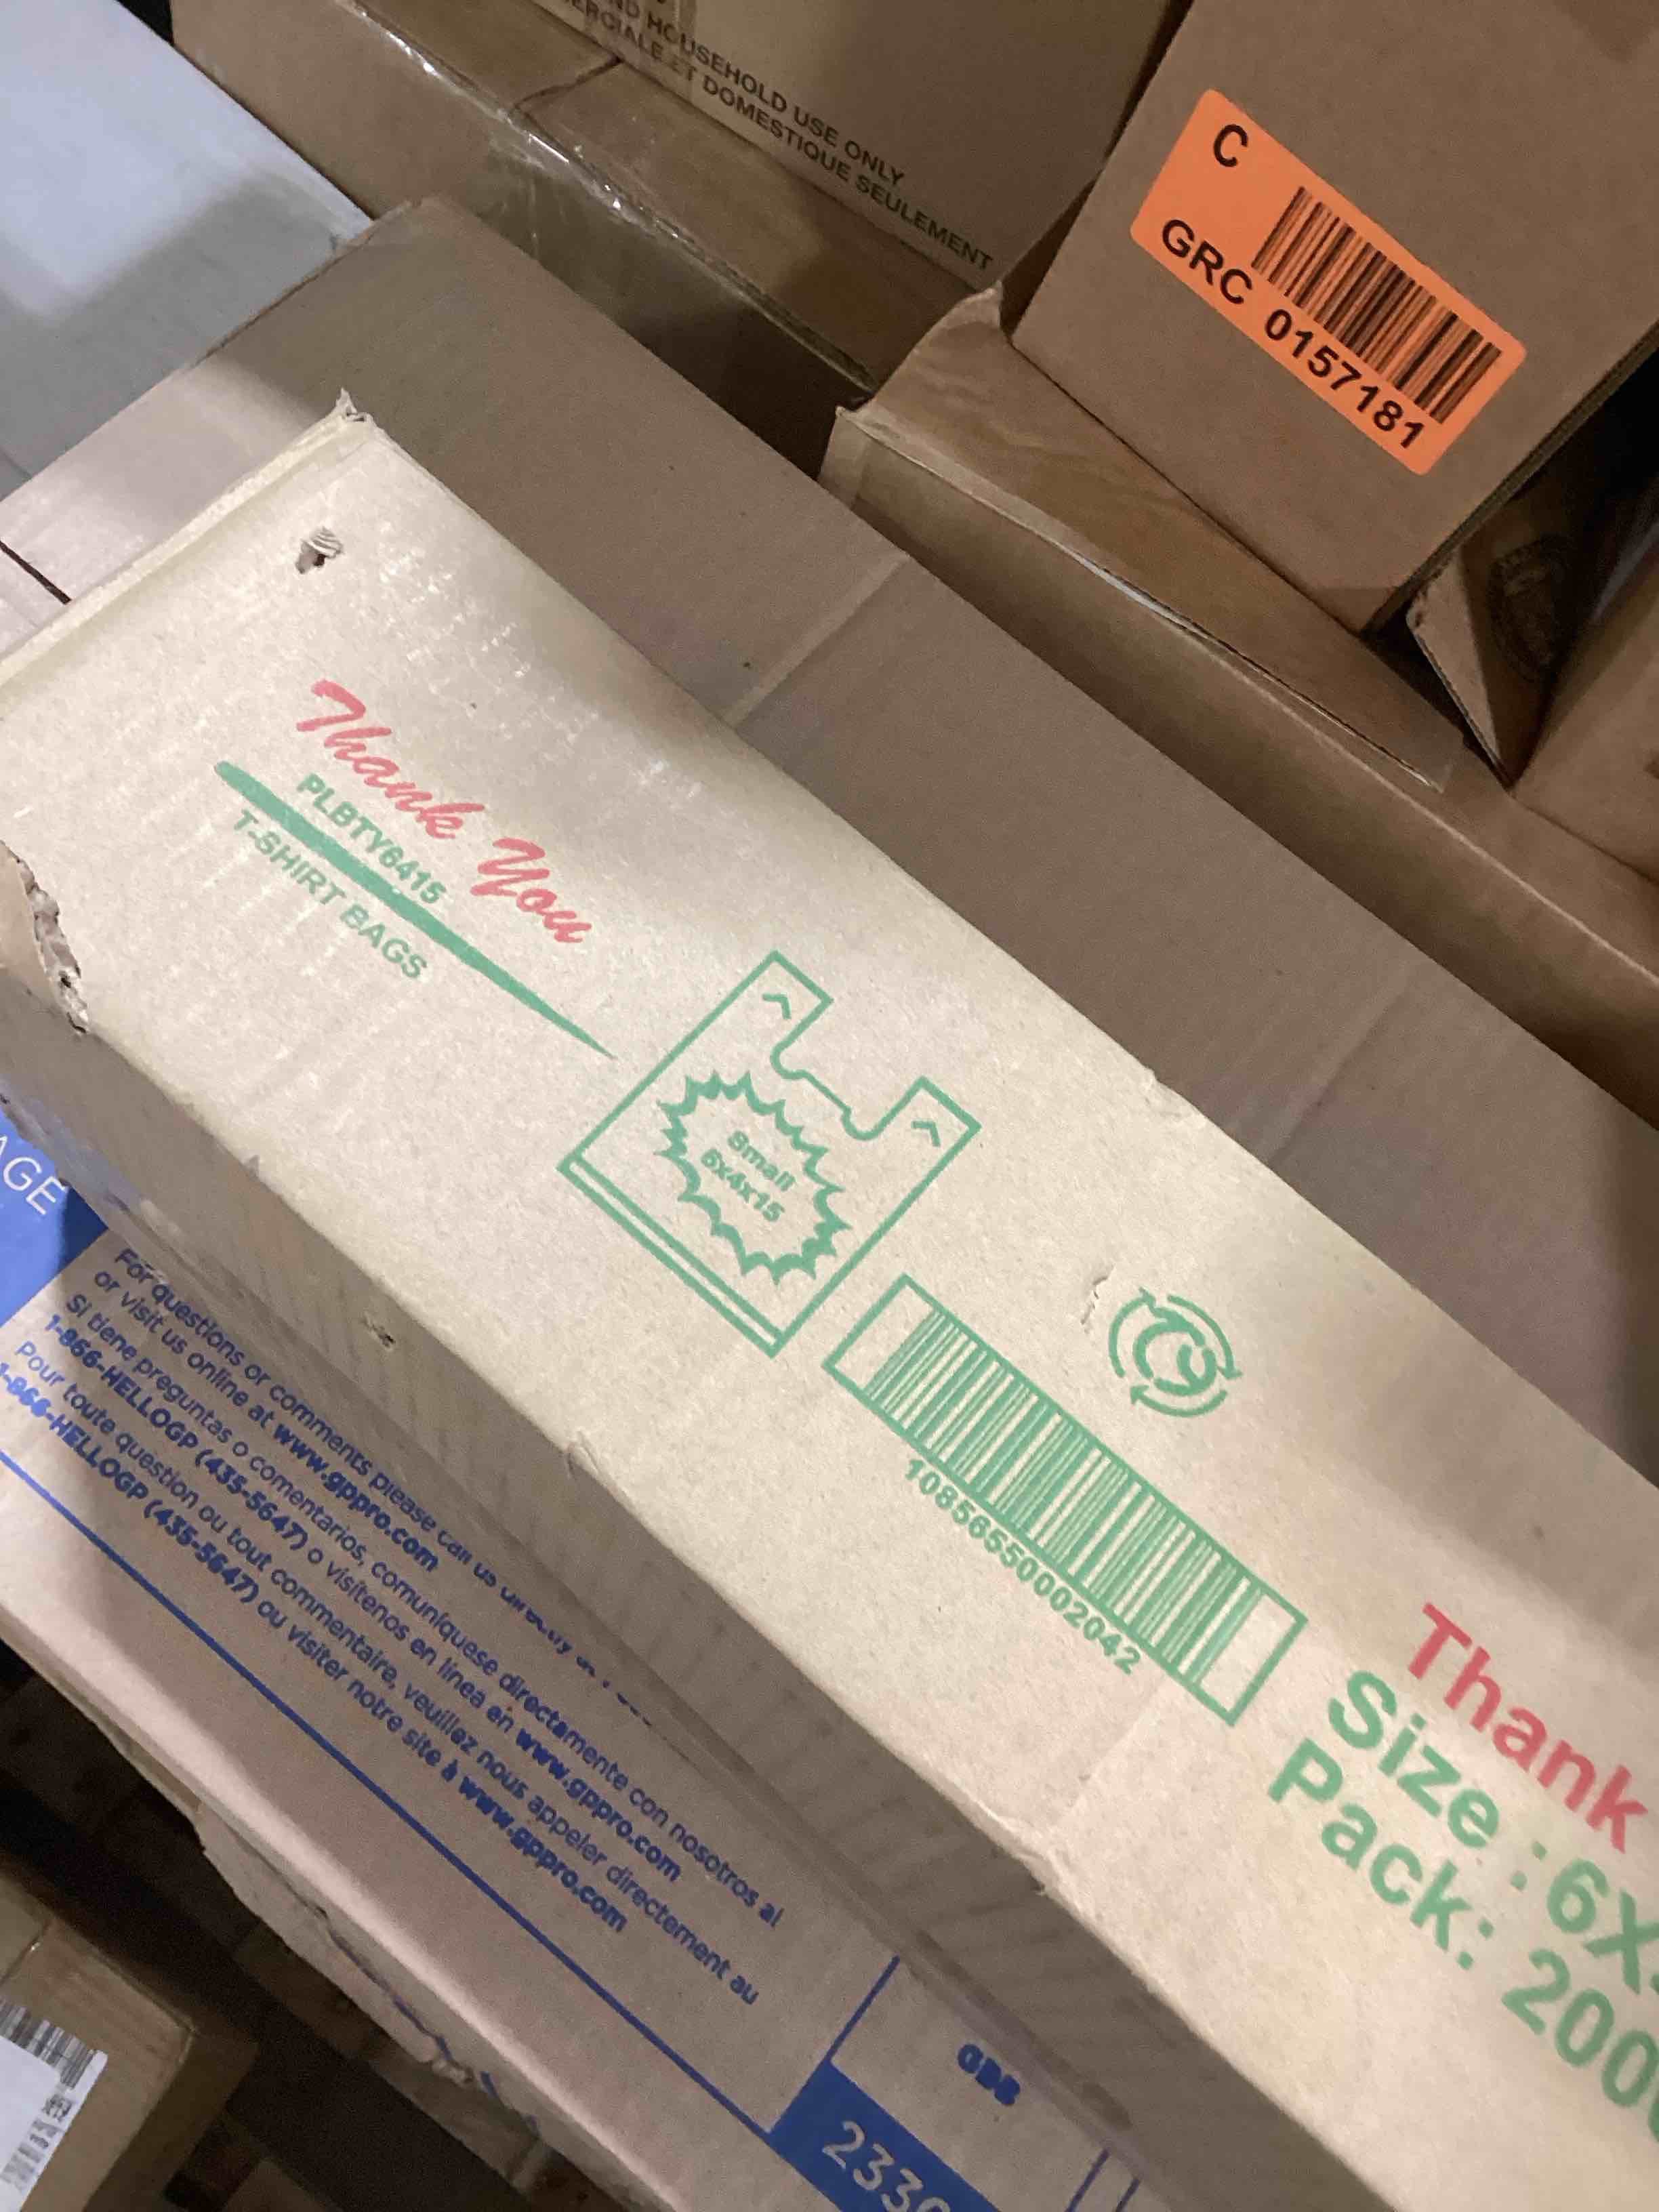 ND HOUSEHOLD USE ONLY
ERCIALE ET DOMESTIQUE SEULEMENT
C
GRC 0157181
Thank You
PLBTY6415
T-SHIRT BAGS
Small
6x4x15
10856550002042
Thank
Size : 6X
Pack: 200
AGE
For questions or comments please call us directly
or visit us online at www.gppro.com
Si tiene preguntas o comentarios, comuníquese directamente con nosotros al
1-866-HELLOGP (435-5647) o visítenos en línea en www.gppro.com
Pour toute question ou tout commentaire, veuillez nous appeler directement au
1-866-HELLOGP (435-5647) ou visiter notre site à www.gppro.com
233